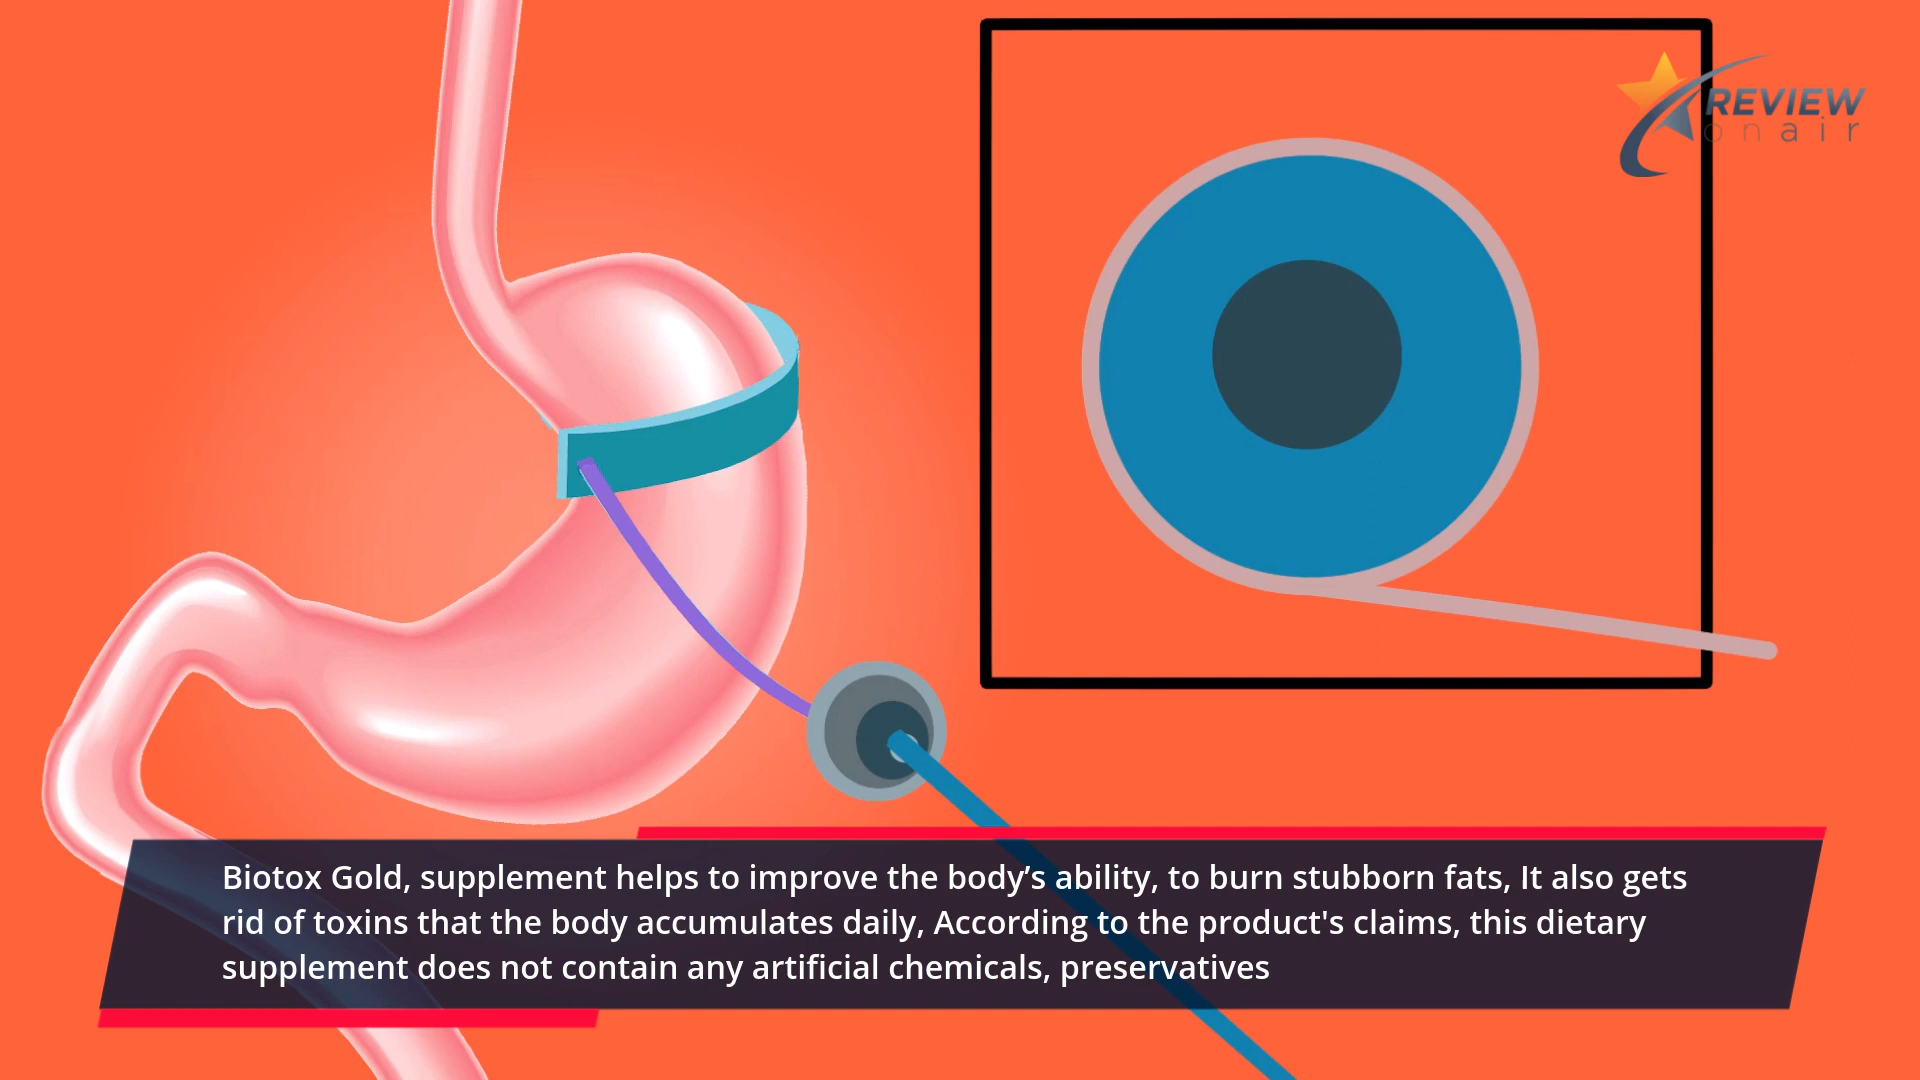 REVIEW
onair
Biotox Gold, supplement helps to improve the body’s ability, to burn stubborn fats, It also gets
rid of toxins that the body accumulates daily, According to the product's claims, this dietary
supplement does not contain any artificial chemicals, preservatives